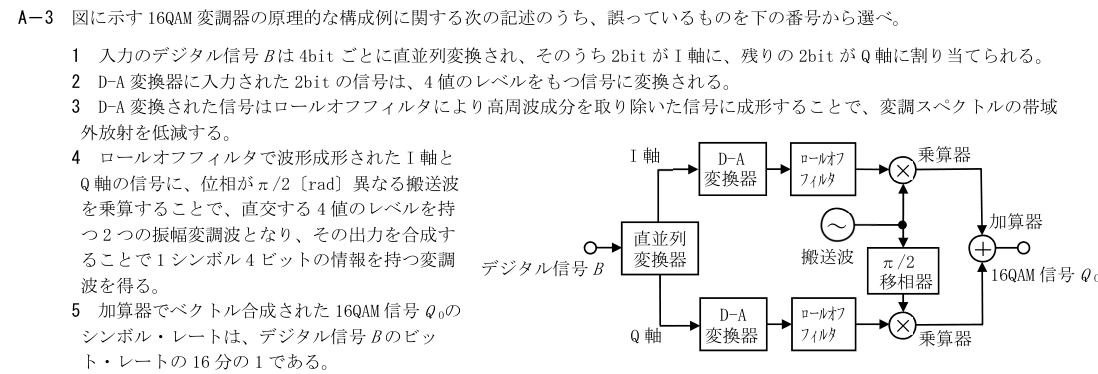 A－3 図に示す 16QAM 変調器の原理的な構成例に関する次の記述のうち、誤っているものを下の番号から選べ。
1 入力のデジタル信号 B は 4bit ごとに直並列変換され、そのうち 2bit が I 軸に、残りの 2bit が Q 軸に割り当てられる。
2 D-A 変換器に入力された 2bit の信号は、4 値のレベルをもつ信号に変換される。
3 D-A 変換された信号はロールオフフィルタにより高周波成分を取り除いた信号に成形することで、変調スペクトルの帯域
外放射を低減する。
4 ロールオフフィルタで波形成形された I 軸と
Q 軸の信号に、位相が π/2〔rad〕異なる搬送波
を乗算することで、直交する 4 値のレベルを持
つ 2 つの振幅変調波となり、その出力を合成す
ることで 1 シンボル 4 ビットの情報を持つ変調
波を得る。
5 加算器でベクトル合成された 16QAM 信号 Q₀の
シンボル・レートは、デジタル信号 B のビッ
ト・レートの 16 分の 1 である。
I 軸
D-A
変換器
ロールオフ
フィルタ
乗算器
デジタル信号 B
直並列
変換器
搬送波
π/2
移相器
加算器
16QAM 信号 Q₀
Q 軸
D-A
変換器
ロールオフ
フィルタ
乗算器